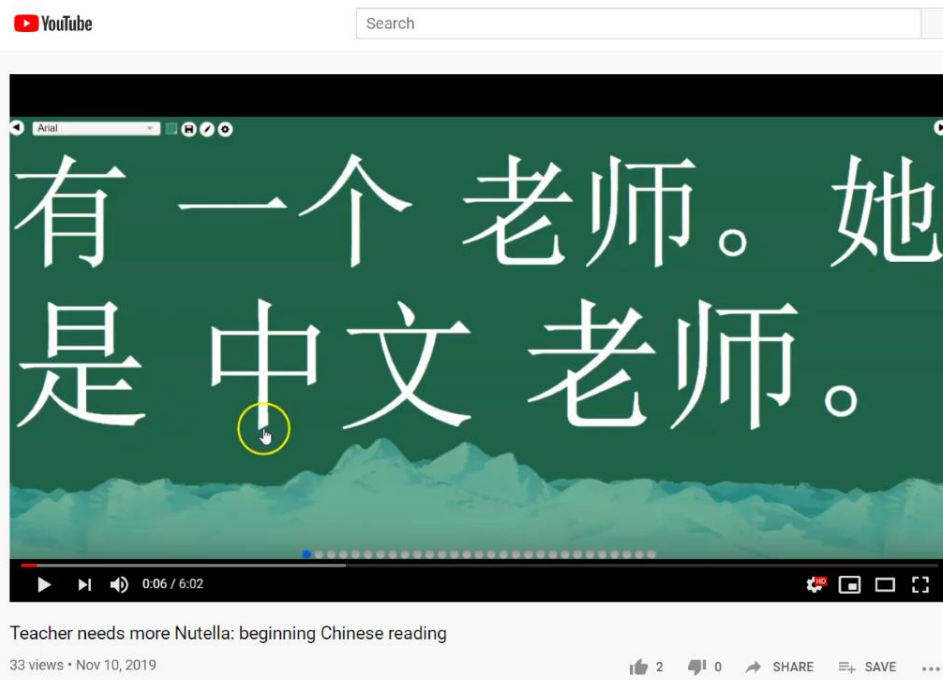 YouTube
Search
Arial
有 一个 老师。 她
是 中文 老师。
0:06 / 6:02
HD
Teacher needs more Nutella: beginning Chinese reading
33 views • Nov 10, 2019
2 0 SHARE SAVE